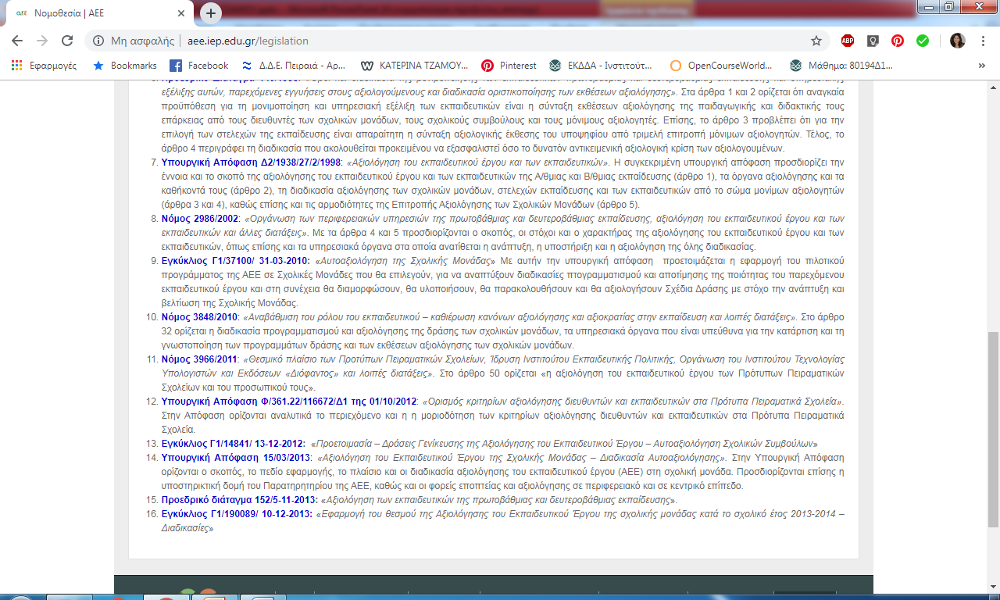 Νομοθεσία | ΑΕΕ
Μη ασφαλής | aee.iep.edu.gr/legislation
ABP
Εφαρμογές Bookmarks Facebook Δ.Δ.Ε. Πειραιά - Αρ... ΚΑΤΕΡΙΝΑ ΤΖΑΜΟΥ... Pinterest ΕΚΔΔΑ - Ινστιτούτ... OpenCourseWorld... Μάθημα: 80194Δ1... »
εξέλιξης αυτών, παρεχόμενες εγγυήσεις στους αξιολογούμενους και διαδικασία οριστικοποίησης των εκθέσεων αξιολόγησης». Στα άρθρα 1 και 2 ορίζεται ότι αναγκαία
προϋπόθεση για τη μονιμοποίηση και υπηρεσιακή εξέλιξη των εκπαιδευτικών είναι η σύνταξη εκθέσεων αξιολόγησης της παιδαγωγικής και διδακτικής τους
επάρκειας από τους διευθυντές των σχολικών μονάδων, τους σχολικούς συμβούλους και τους μόνιμους αξιολογητές. Επίσης, το άρθρο 3 προβλέπει ότι για την
επιλογή των στελεχών της εκπαίδευσης είναι απαραίτητη η σύνταξη αξιολογικής έκθεσης του υποψηφίου από τριμελή επιτροπή μόνιμων αξιολογητών. Τέλος, το
άρθρο 4 περιγράφει τη διαδικασία που ακολουθείται προκειμένου να εξασφαλιστεί όσο το δυνατόν αντικειμενική αξιολογική κρίση των αξιολογουμένων.
7. Υπουργική Απόφαση Δ2/1938/27/2/1998: «Αξιολόγηση του εκπαιδευτικού έργου και των εκπαιδευτικών». Η συγκεκριμένη υπουργική απόφαση προσδιορίζει την
έννοια και το σκοπό της αξιολόγησης του εκπαιδευτικού έργου και των εκπαιδευτικών της Α/θμιας και Β/θμιας εκπαίδευσης (άρθρο 1), τα όργανα αξιολόγησης και τα
καθήκοντά τους (άρθρο 2), τη διαδικασία αξιολόγησης των σχολικών μονάδων, στελεχών εκπαίδευσης και των εκπαιδευτικών από το σώμα μονίμων αξιολογητών
(άρθρα 3 και 4), καθώς επίσης και τις αρμοδιότητες της Επιτροπής Αξιολόγησης των Σχολικών Μονάδων (άρθρο 5).
8. Νόμος 2986/2002: «Οργάνωση των περιφερειακών υπηρεσιών της πρωτοβάθμιας και δευτεροβάθμιας εκπαίδευσης, αξιολόγηση του εκπαιδευτικού έργου και των
εκπαιδευτικών και άλλες διατάξεις». Με τα άρθρα 4 και 5 προσδιορίζονται ο σκοπός, οι στόχοι και ο χαρακτήρας της αξιολόγησης του εκπαιδευτικού έργου και των
εκπαιδευτικών, όπως επίσης και τα υπηρεσιακά όργανα στα οποία ανατίθεται η ανάπτυξη, η υποστήριξη και η αξιολόγηση της όλης διαδικασίας.
9. Εγκύκλιος Γ1/37100/ 31-03-2010: «Αυτοαξιολόγηση της Σχολικής Μονάδας» Με αυτήν την υπουργική απόφαση προετοιμάζεται η εφαρμογή του πιλοτικού
προγράμματος της ΑΕΕ σε Σχολικές Μονάδες που θα επιλεγούν, για να αναπτύξουν διαδικασίες πτογραμματισμού και αποτίμησης της ποιότητας του παρεχόμενου
εκπαιδευτικού έργου και στη συνέχεια θα διαμορφώσουν, θα υλοποιήσουν, θα παρακολουθήσουν και θα αξιολογήσουν Σχέδια Δράσης με στόχο την ανάπτυξη και
βελτίωση της Σχολικής Μονάδας.
10. Νόμος 3848/2010: «Αναβάθμιση του ρόλου του εκπαιδευτικού – καθιέρωση κανόνων αξιολόγησης και αξιοκρατίας στην εκπαίδευση και λοιπές διατάξεις». Στο άρθρο
32 ορίζεται η διαδικασία προγραμματισμού και αξιολόγησης της δράσης των σχολικών μονάδων, τα υπηρεσιακά όργανα που είναι υπεύθυνα για την κατάρτιση και τη
γνωστοποίηση των προγραμμάτων δράσης και των εκθέσεων αξιολόγησης των σχολικών μονάδων.
11. Νόμος 3966/2011: «Θεσμικό πλαίσιο των Προτύπων Πειραματικών Σχολείων, Ίδρυση Ινστιτούτου Εκπαιδευτικής Πολιτικής, Οργάνωση του Ινστιτούτου Τεχνολογίας
Υπολογιστών και Εκδόσεων «Διόφαντος» και λοιπές διατάξεις». Στο άρθρο 50 ορίζεται «η αξιολόγηση του εκπαιδευτικού έργου των Πρότυπων Πειραματικών
Σχολείων και του προσωπικού τους».
12. Υπουργική Απόφαση Φ/361.22/116672/Δ1 της 01/10/2012: «Ορισμός κριτηρίων αξιολόγησης διευθυντών και εκπαιδευτικών στα Πρότυπα Πειραματικά Σχολεία».
Στην Απόφαση ορίζονται αναλυτικά το περιεχόμενο και η η μοριοδότηση των κριτηρίων αξιολόγησης διευθυντών και εκπαιδευτικών στα Πρότυπα Πειραματικά
Σχολεία.
13. Εγκύκλιος Γ1/14841/ 13-12-2012: «Προετοιμασία – Δράσεις Γενίκευσης της Αξιολόγησης του Εκπαιδευτικού Έργου – Αυτοαξιολόγηση Σχολικών Συμβούλων»
14. Υπουργική Απόφαση 15/03/2013: «Αξιολόγηση του Εκπαιδευτικού Έργου της Σχολικής Μονάδας – Διαδικασία Αυτοαξιολόγησης». Στην Υπουργική Απόφαση
ορίζονται ο σκοπός, το πεδίο εφαρμογής, το πλαίσιο και οι διαδικασία αξιολόγησης του εκπαιδευτικού έργου (ΑΕΕ) στη σχολική μονάδα. Προσδιορίζονται επίσης η
υποστηρικτική δομή του Παρατηρητηρίου της ΑΕΕ, καθώς και οι φορείς εποπτείας και αξιολόγησης σε περιφερειακό και σε κεντρικό επίπεδο.
15. Προεδρικό διάταγμα 152/5-11-2013: «Αξιολόγηση των εκπαιδευτικών της πρωτοβάθμιας και δευτεροβάθμιας εκπαίδευσης».
16. Εγκύκλιος Γ1/190089/ 10-12-2013: «Εφαρμογή του θεσμού της Αξιολόγησης του Εκπαιδευτικού Έργου της σχολικής μονάδας κατά το σχολικό έτος 2013-2014 –
Διαδικασίες»